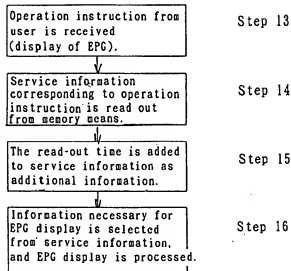 Operation instruction from
user is received
(display of EPG).
Step 13
Service information
corresponding to operation
instruction is read out
from memory means.
Step 14
The read-out time is added
to service information as
additional information.
Step 15
Information necessary for
EPG display is selected
from service information,
and EPG display is processed.
Step 16